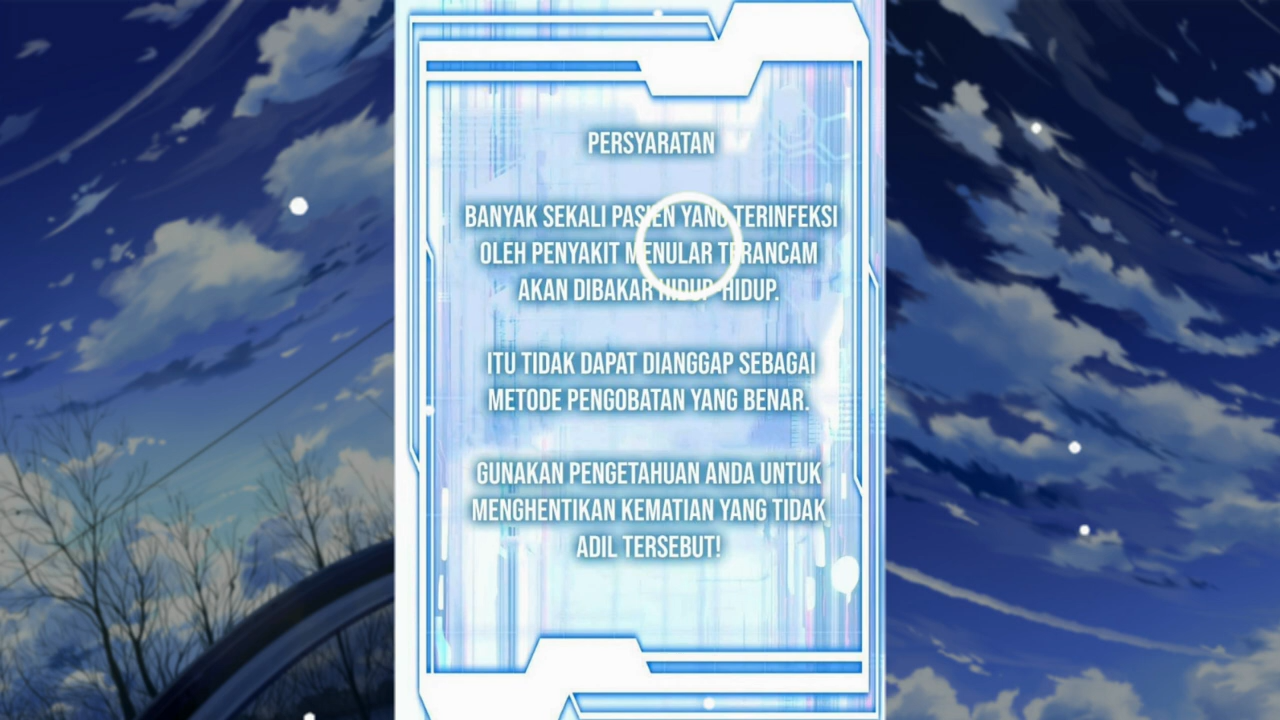 PERSYARATAN
BANYAK SEKALI PASIEN YANG TERINFEKSI
OLEH PENYAKIT MENULAR TERANCAM
AKAN DIBAKAR HIDUP-HIDUP.
ITU TIDAK DAPAT DIANGGAP SEBAGAI
METODE PENGOBATAN YANG BENAR.
GUNAKAN PENGETAHUAN ANDA UNTUK
MENGHENTIKAN KEMATIAN YANG TIDAK
ADIL TERSEBUT!